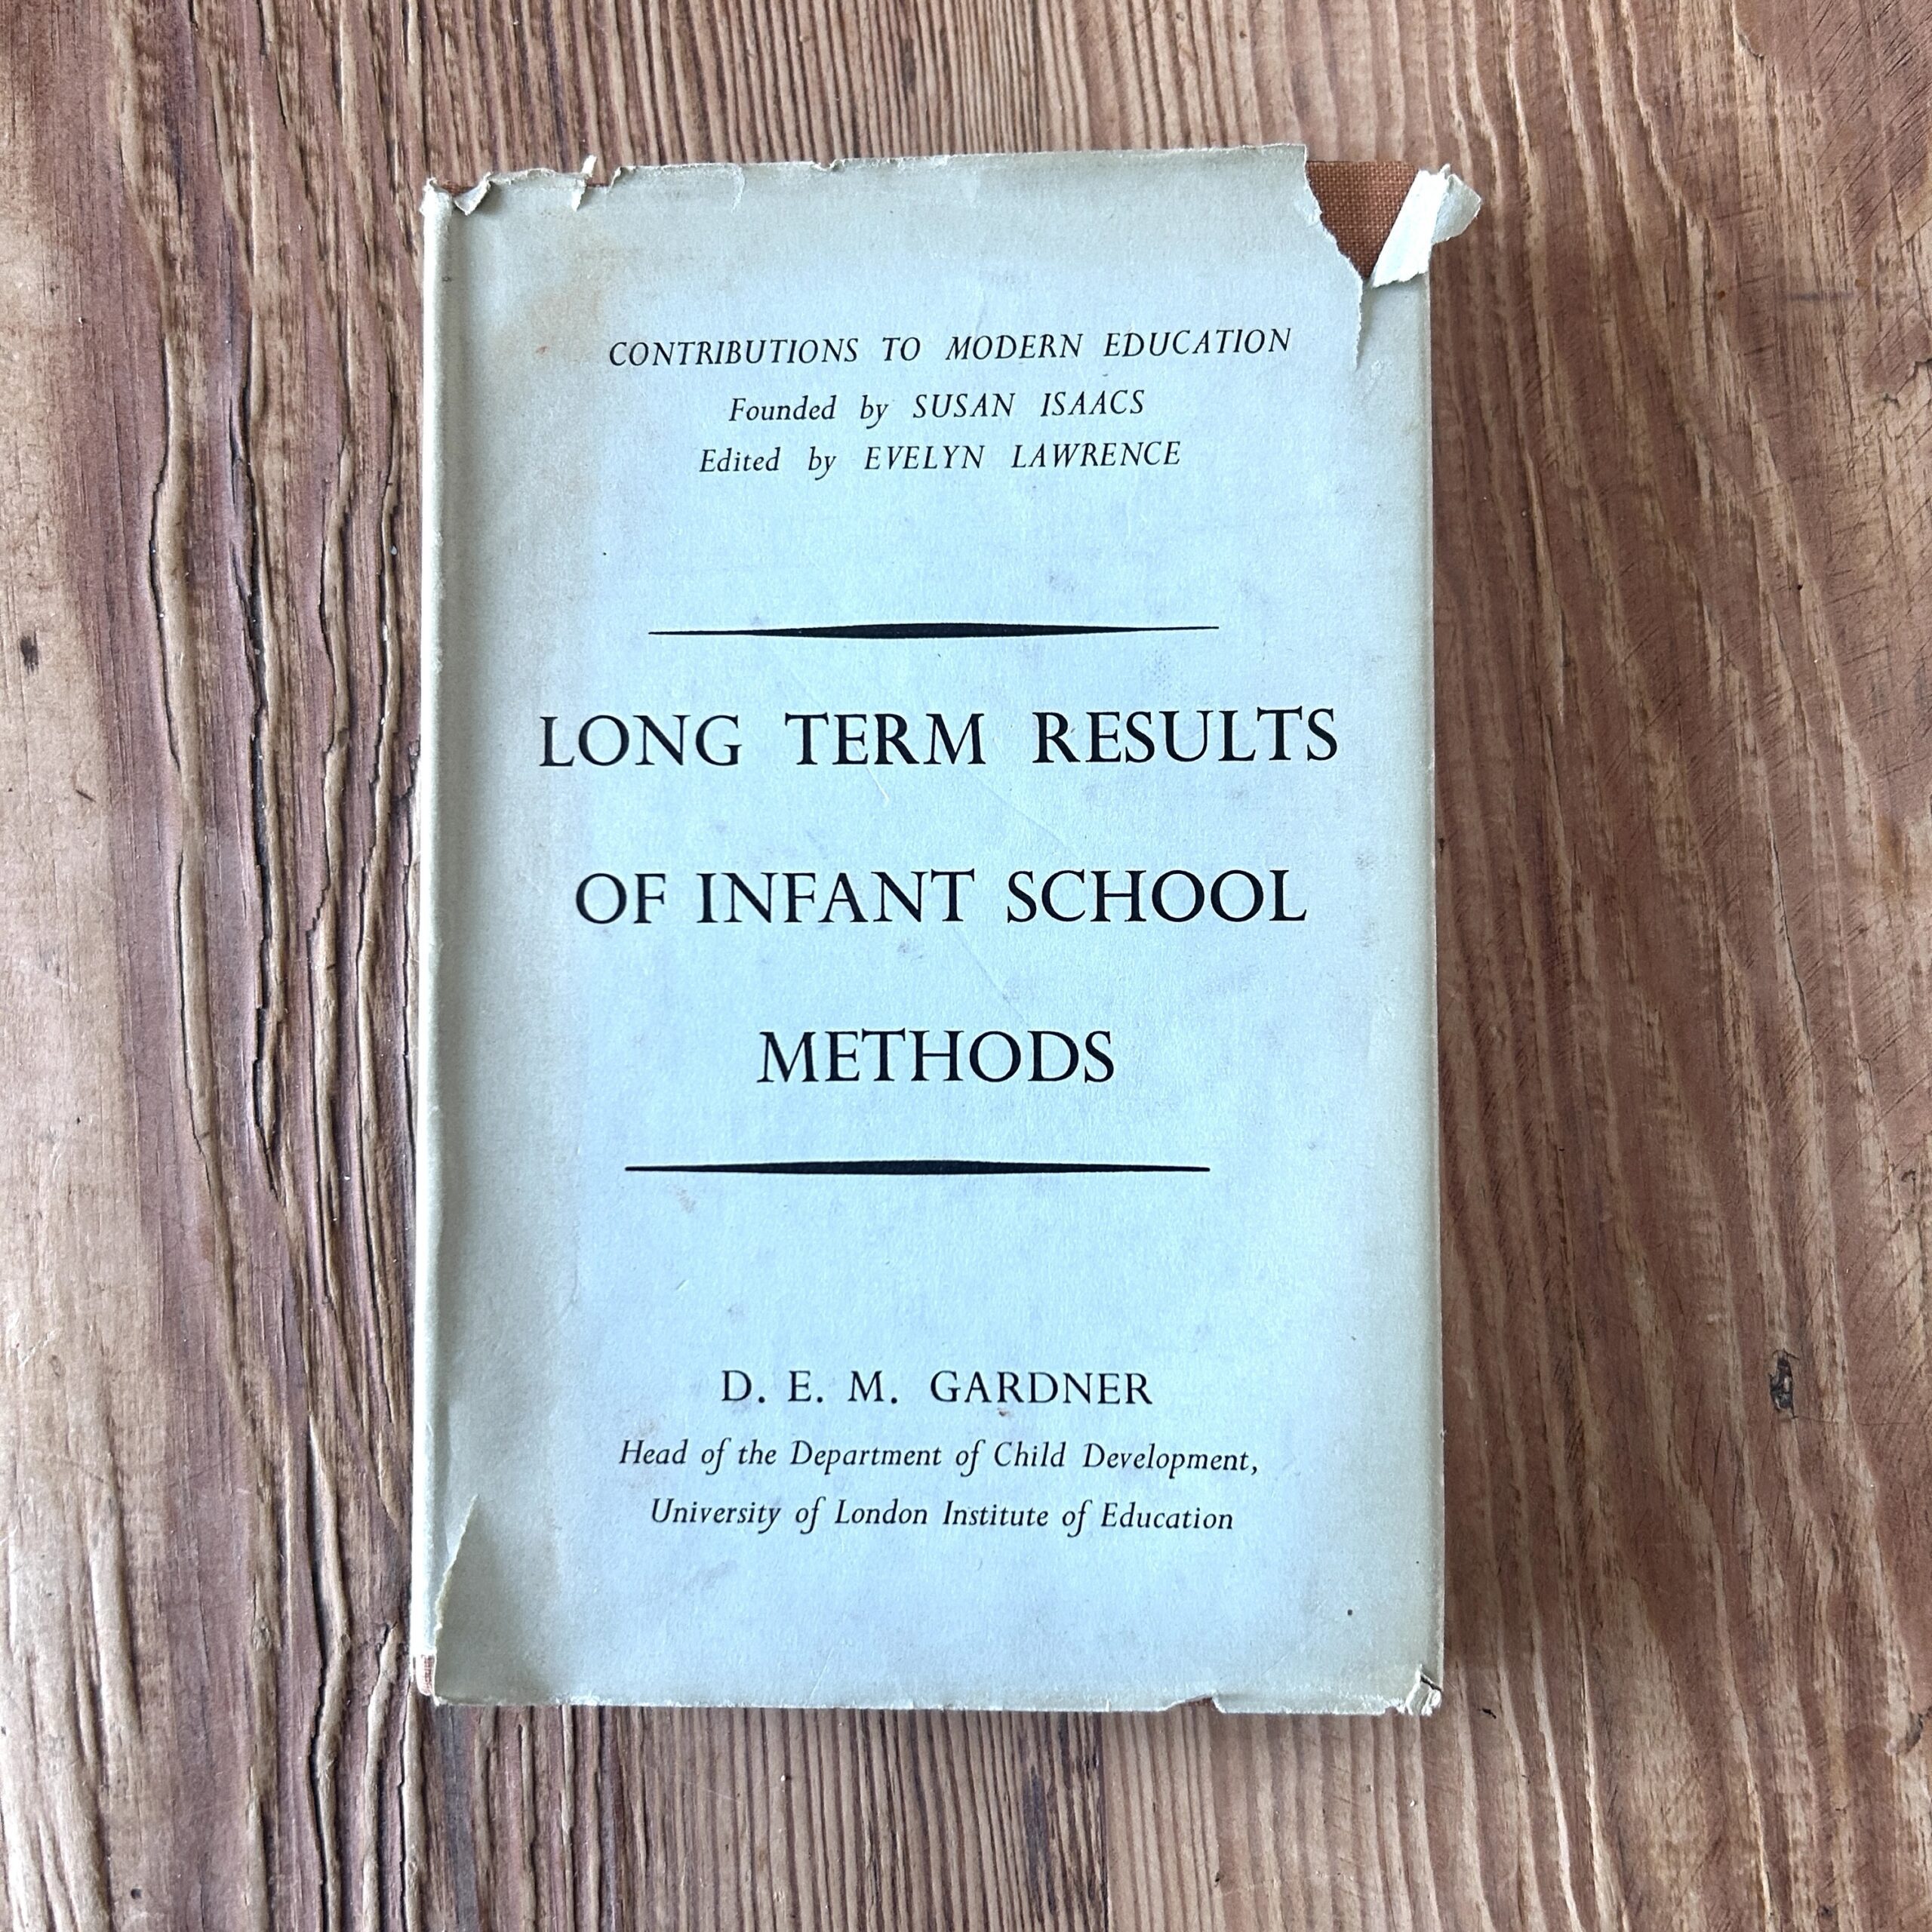 CONTRIBUTIONS TO MODERN EDUCATION
Founded by SUSAN ISAACS
Edited by EVELYN LAWRENCE
LONG TERM RESULTS
OF INFANT SCHOOL
METHODS
D. E. M. GARDNER
Head of the Department of Child Development,
University of London Institute of Education